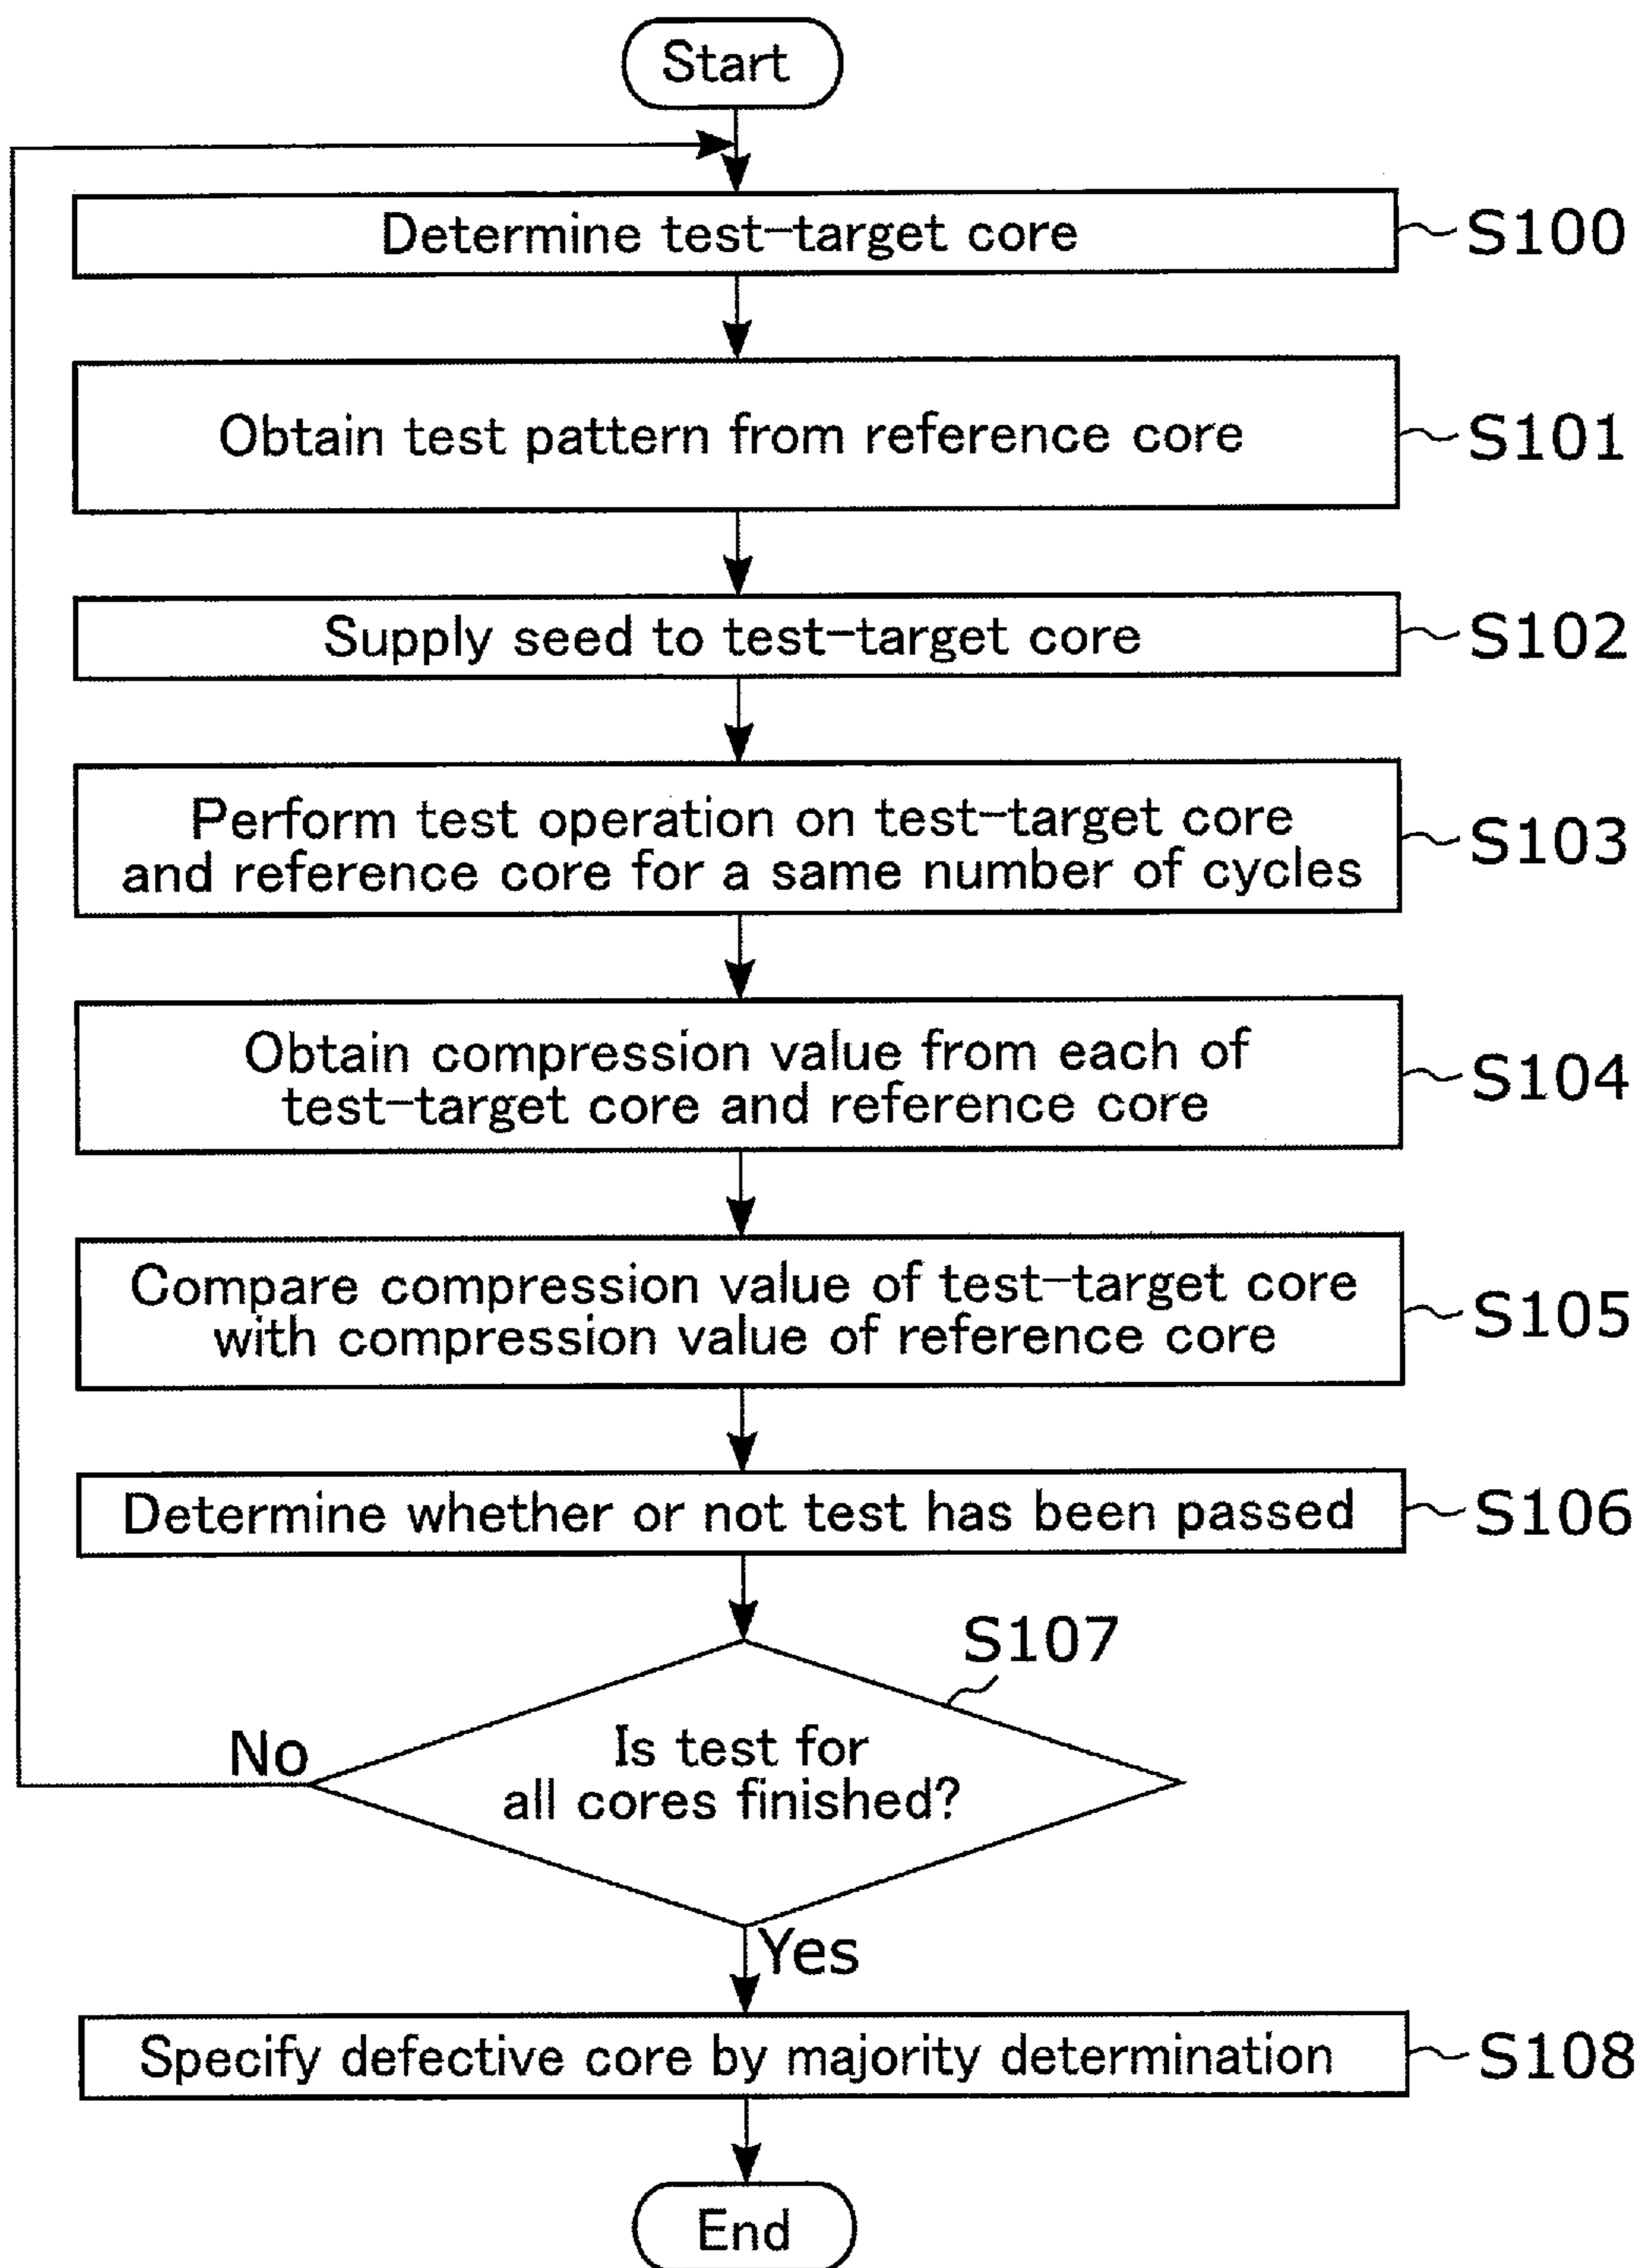 Start
Determine test-target core
S100
Obtain test pattern from reference core
S101
Supply seed to test-target core
S102
Perform test operation on test-target core
and reference core for a same number of cycles
S103
Obtain compression value from each of
test-target core and reference core
S104
Compare compression value of test-target core
with compression value of reference core
S105
Determine whether or not test has been passed
S106
S107
Is test for
all cores finished?
No
Yes
Specify defective core by majority determination
S108
End